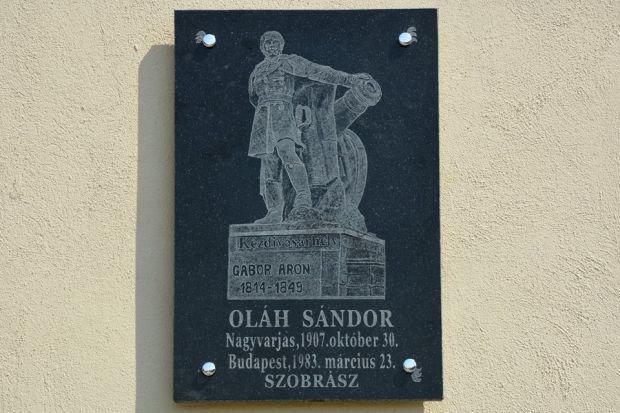 Kézdivásárhely
GÁBOR ÁRON
1814-1849
OLÁH SÁNDOR
Nagyvarjas,1907.október 30.
Budapest,1983. március 23.
SZOBRÁSZ